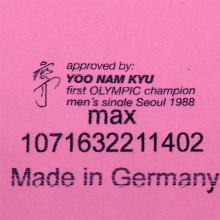 approved by:
YOO NAM KYU
first OLYMPIC champion
men's single Seoul 1988
max
1071632211402
Made in Germany